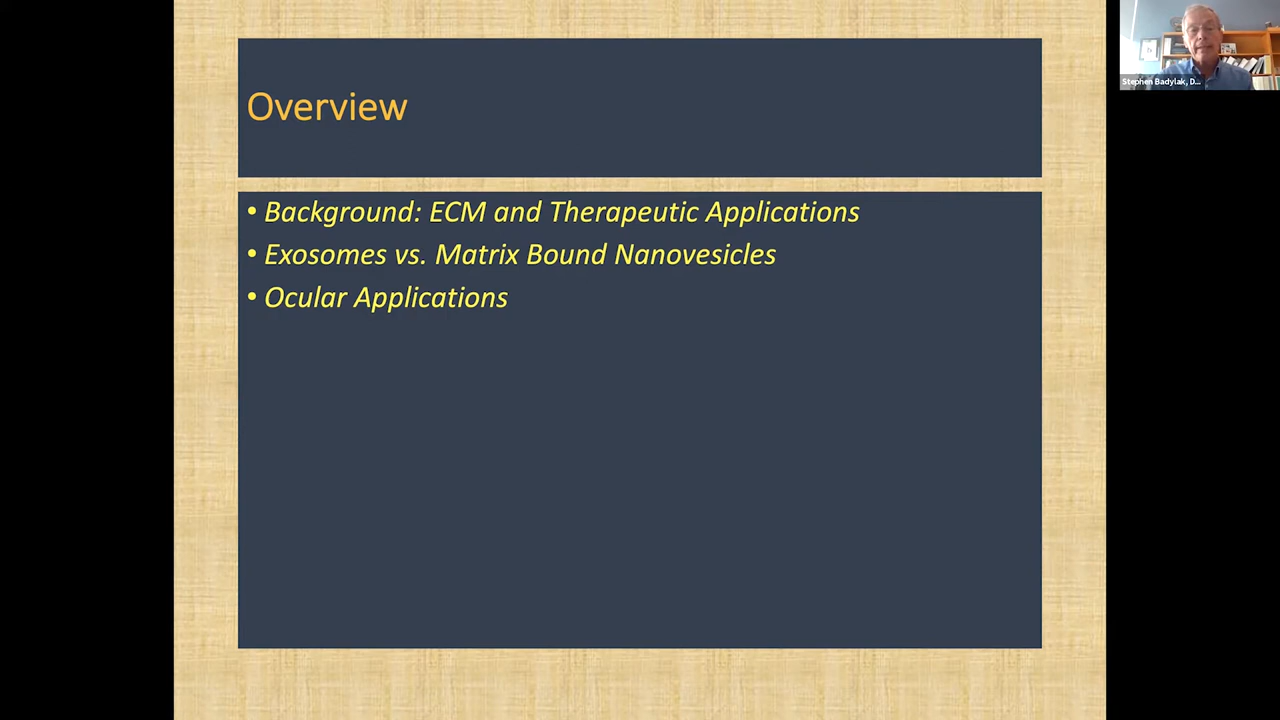 Overview
• Background: ECM and Therapeutic Applications
• Exosomes vs. Matrix Bound Nanovesicles
• Ocular Applications
Stephen Badylak, D...